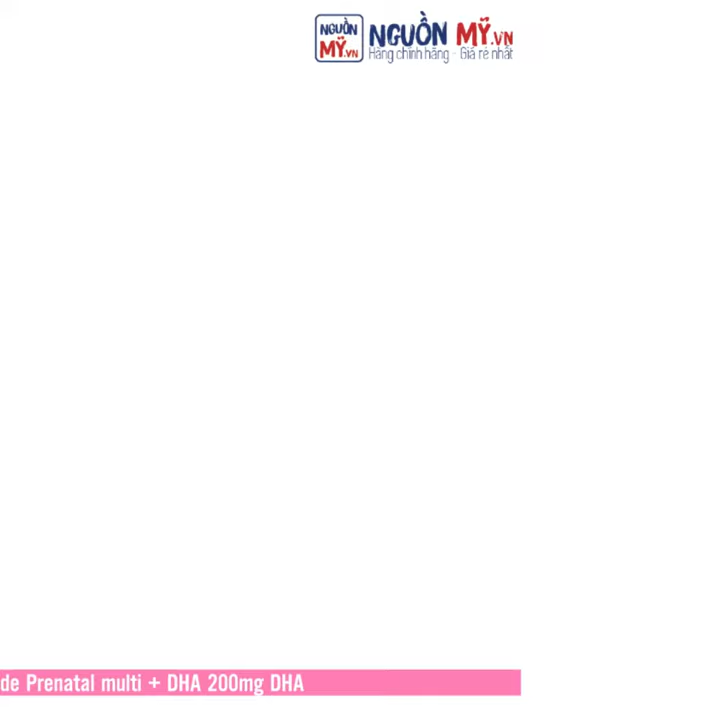 NGUỒN
MỸ.VN
NGUỒN MỸ.VN
Hàng chính hãng - Giá rẻ nhất
de Prenatal multi + DHA 200mg DHA